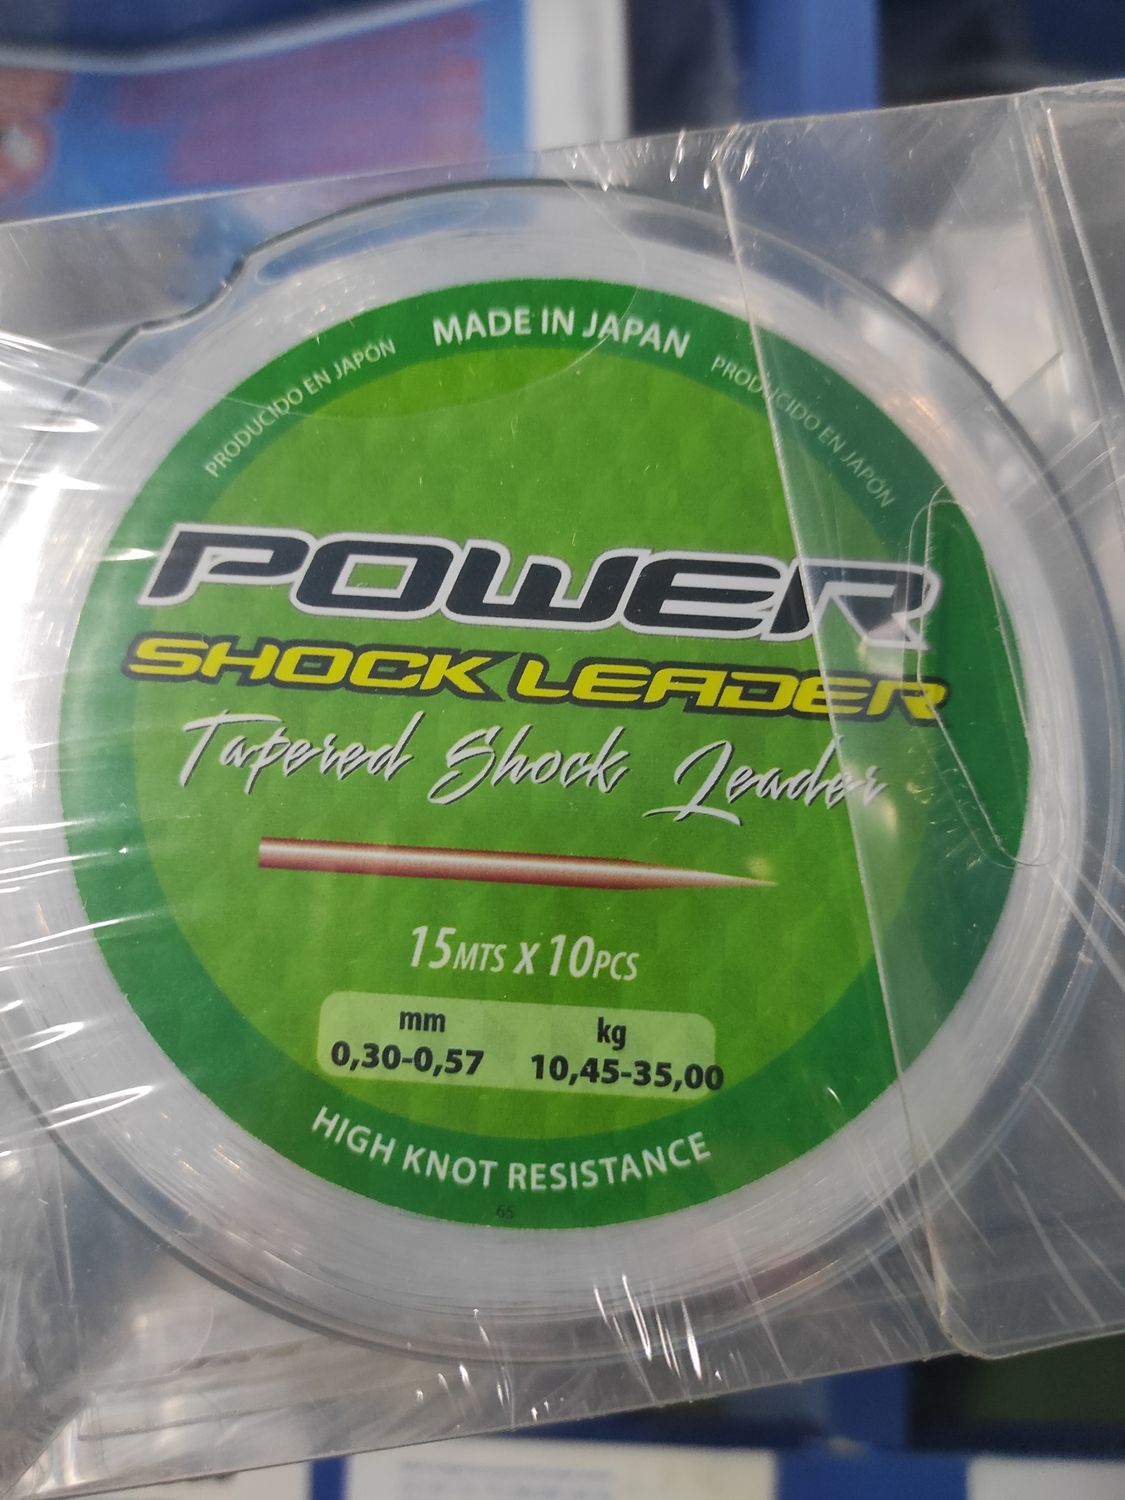 MADE IN JAPAN
PRODUCIDO EN JAPÓN
PRODUCIDO EN JAPÓN
POWER
SHOCK LEADER
Tapered Shock Leader
15MTS x 10PCS
mm kg
0,30-0,57 10,45-35,00
HIGH KNOT RESISTANCE
65